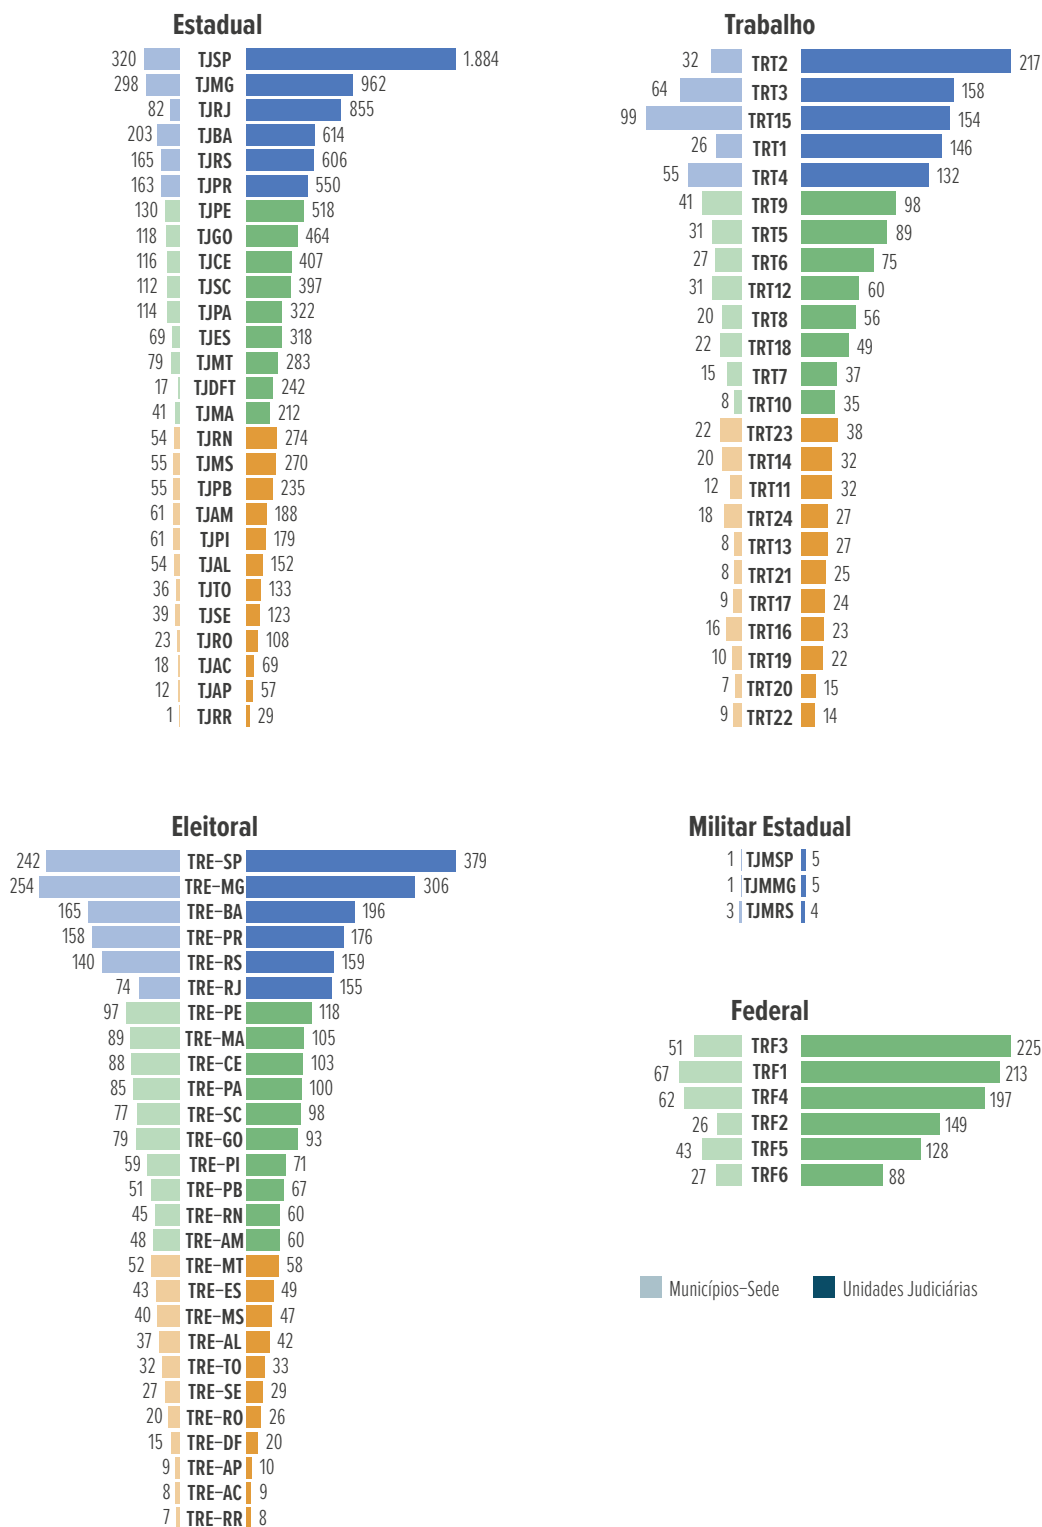 Estadual
320 TJSP 1.884
298 TJMG 962
82 TJRJ 855
203 TJBA 614
165 TJRS 606
163 TJPR 550
130 TJPE 518
118 TJGO 464
116 TJCE 407
112 TJSC 397
114 TJPA 322
69 TJES 318
79 TJMT 283
17 TJDFT 242
41 TJMA 212
54 TJRN 274
55 TJMS 270
55 TJPB 235
61 TJAM 188
61 TJPI 179
54 TJAL 152
36 TJTO 133
39 TJSE 123
23 TJRO 108
18 TJAC 69
12 TJAP 57
1 TJRR 29
Trabalho
32 TRT2 217
64 TRT3 158
99 TRT15 154
26 TRT1 146
55 TRT4 132
41 TRT9 98
31 TRT5 89
27 TRT6 75
31 TRT12 60
20 TRT8 56
22 TRT18 49
15 TRT7 37
8 TRT10 35
22 TRT23 38
20 TRT14 32
12 TRT11 32
18 TRT24 27
8 TRT13 27
8 TRT21 25
9 TRT17 24
16 TRT16 23
10 TRT19 22
7 TRT20 15
9 TRT22 14
Eleitoral
242 TRE-SP 379
254 TRE-MG 306
165 TRE-BA 196
158 TRE-PR 176
140 TRE-RS 159
74 TRE-RJ 155
97 TRE-PE 118
89 TRE-MA 105
88 TRE-CE 103
85 TRE-PA 100
77 TRE-SC 98
79 TRE-GO 93
59 TRE-PI 71
51 TRE-PB 67
45 TRE-RN 60
48 TRE-AM 60
52 TRE-MT 58
43 TRE-ES 49
40 TRE-MS 47
37 TRE-AL 42
32 TRE-TO 33
27 TRE-SE 29
20 TRE-RO 26
15 TRE-DF 20
9 TRE-AP 10
8 TRE-AC 9
7 TRE-RR 8
Militar Estadual
1 TJMSP 5
1 TJMMG 5
3 TJMRS 4
Federal
51 TRF3 225
67 TRF1 213
62 TRF4 197
26 TRF2 149
43 TRF5 128
27 TRF6 88
Municípios-Sede Unidades Judiciárias